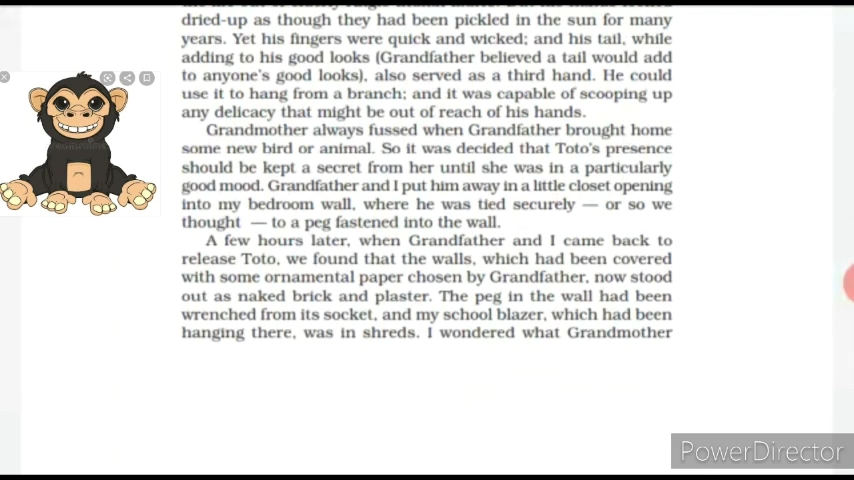 dried-up as though they had been pickled in the sun for many
years. Yet his fingers were quick and wicked; and his tail, while
adding to his good looks (Grandfather believed a tail would add
to anyone's good looks), also served as a third hand. He could
use it to hang from a branch; and it was capable of scooping up
any delicacy that might be out of reach of his hands.
Grandmother always fussed when Grandfather brought home
some new bird or animal. So it was decided that Toto's presence
should be kept a secret from her until she was in a particularly
good mood. Grandfather and I put him away in a little closet opening
into my bedroom wall, where he was tied securely — or so we
thought — to a peg fastened into the wall.
A few hours later, when Grandfather and I came back to
release Toto, we found that the walls, which had been covered
with some ornamental paper chosen by Grandfather, now stood
out as naked brick and plaster. The peg in the wall had been
wrenched from its socket, and my school blazer, which had been
hanging there, was in shreds. I wondered what Grandmother
PowerDirector